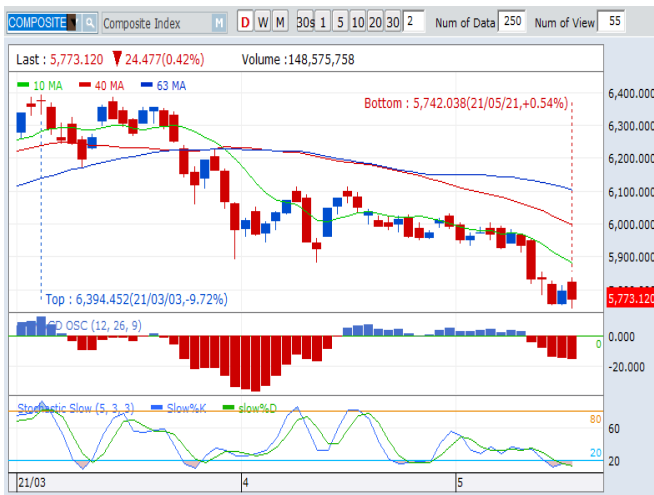 COMPOSITE Composite Index M D W M 30s 1 5 10 20 30 2 Num of Data 250 Num of View 55
Last : 5,773.120 ▼ 24.477(0.42%) Volume :148,575,758
10 MA 40 MA 63 MA
Bottom : 5,742.038(21/05/21,+0.54%)
6,400.000
6,300.000
6,200.000
6,100.000
6,000.000
5,900.000
5,773.120
Top : 6,394.452(21/03/03,-9.72%)
OSC (12, 26, 9)
0 0.000
-20.000
Stochastic Slow (5, 3, 3) Slow%K slow%D
80
60
20 20
21/03 4 5